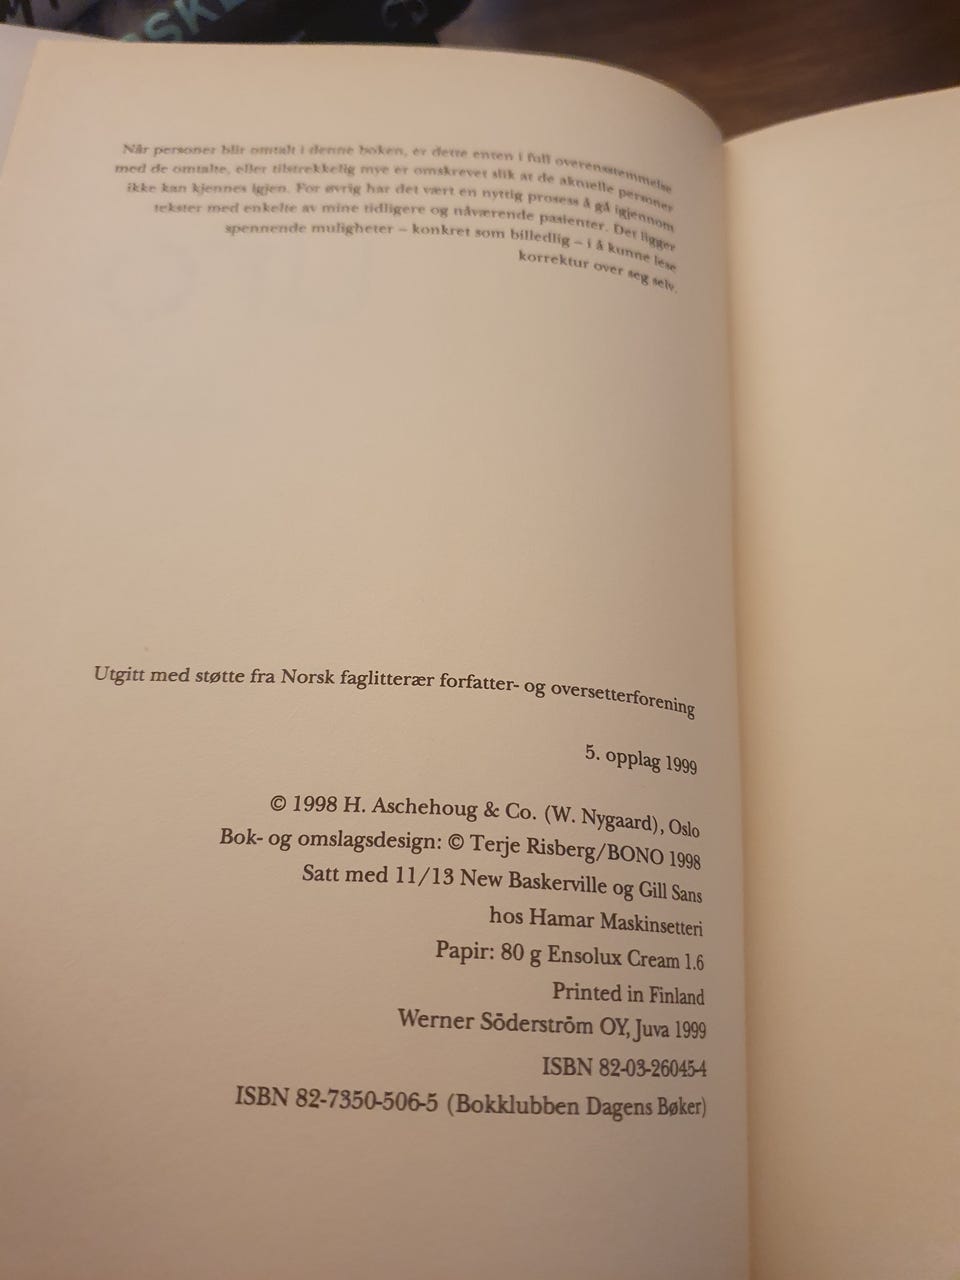 Når personer blir omtalt i denne boken, er dette enten i full overensstemmelse
med de omtalte, eller tilstrekkelig mye er omskrevet slik at de aktuelle personer
ikke kan kjennes igjen. For øvrig har det vært en nyttig prosess å gå igjennom
tekster med enkelte av mine tidligere og nåværende pasienter. Det ligger
spennende muligheter – konkret som billedlig – i å kunne lese
korrektur over seg selv.
Utgitt med støtte fra Norsk faglitterær forfatter- og oversetterforening
5. opplag 1999
© 1998 H. Aschehoug & Co. (W. Nygaard), Oslo
Bok- og omslagsdesign: © Terje Risberg/BONO 1998
Satt med 11/13 New Baskerville og Gill Sans
hos Hamar Maskinsetteri
Papir: 80 g Ensolux Cream 1.6
Printed in Finland
Werner Söderström OY, Juva 1999
ISBN 82-03-26045-4
ISBN 82-7350-506-5 (Bokklubben Dagens Bøker)